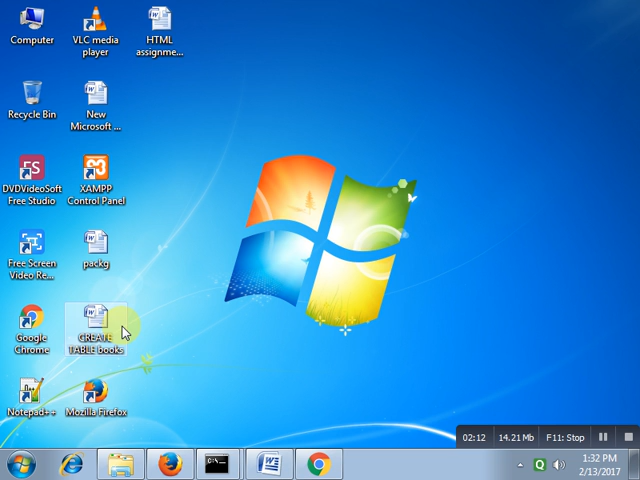 Computer
VLC media
player
HTML
assignme...
Recycle Bin
New
Microsoft ...
DVDVideoSoft
Free Studio
XAMPP
Control Panel
Free Screen
Video Re...
packg
Google
Chrome
CREATE
TABLE books
Notepad++
Mozilla Firefox
02:12
14.21Mb
F11: Stop
C:\
1:32 PM
2/13/2017